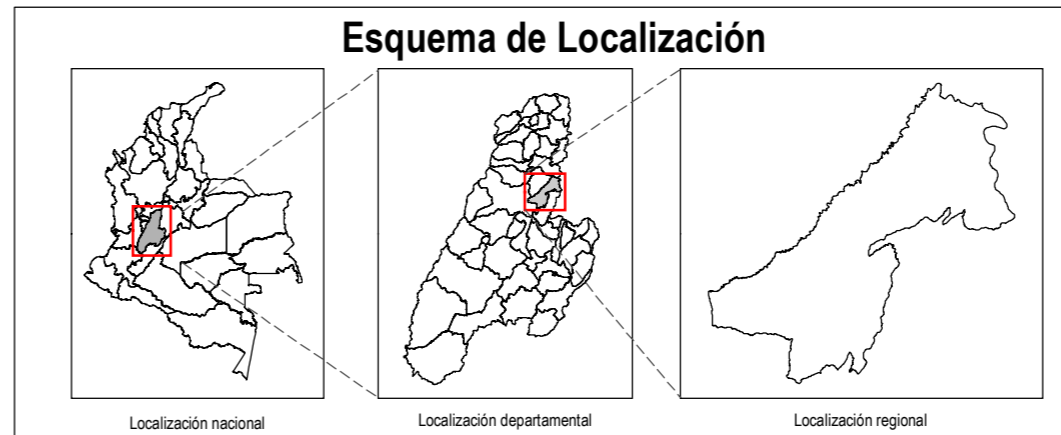 Esquema de Localización
Localización nacional
Localización departamental
Localización regional